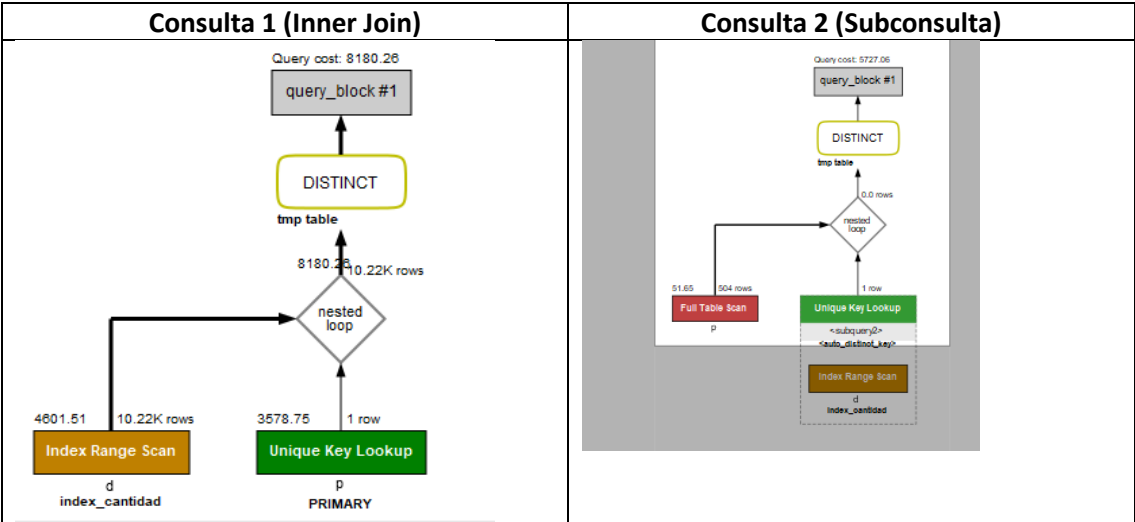 Consulta 1 (Inner Join)
Query cost: 8180.26
query_block #1
DISTINCT
tmp table
8180.26
10.22K rows
nested
loop
4601.51
10.22K rows
3578.75
1 row
Index Range Scan
Unique Key Lookup
d
p
index_cantidad
PRIMARY
Consulta 2 (Subconsulta)
Query cost: 5727.06
query_block #1
DISTINCT
tmp table
0.0 rows
nested
loop
51.65
504 rows
1 row
Full Table Scan
Unique Key Lookup
p
<subquery2>
<auto_distinct_key>
Index Range Scan
d
index_cantidad